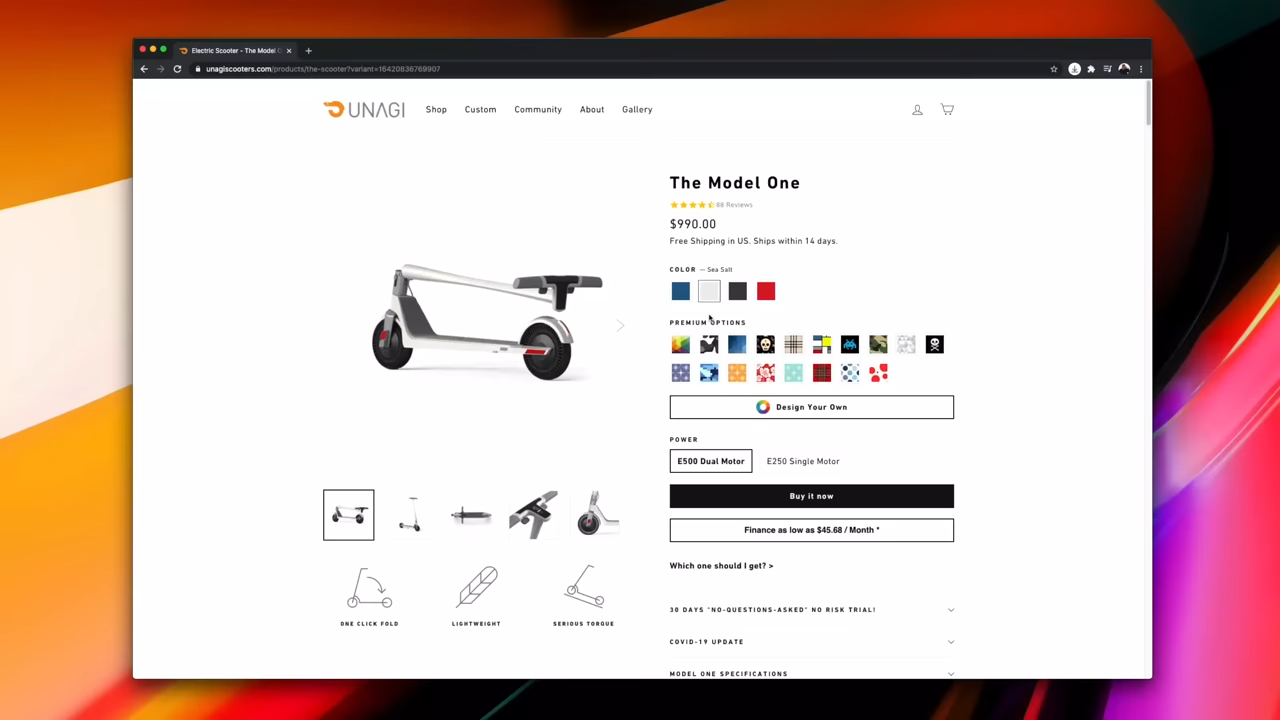 Electric Scooter - The Model O
unagiscooters.com/products/the-scooter?variant=16420836769907
UNAGI
Shop
Custom
Community
About
Gallery
The Model One
88 Reviews
$990.00
Free Shipping in US. Ships within 14 days.
COLOR — Sea Salt
PREMIUM OPTIONS
Design Your Own
POWER
E500 Dual Motor
E250 Single Motor
Buy it now
Finance as low as $45.68 / Month *
Which one should I get? >
ONE CLICK FOLD
LIGHTWEIGHT
SERIOUS TORQUE
30 DAYS "NO-QUESTIONS-ASKED" NO RISK TRIAL!
COVID-19 UPDATE
MODEL ONE SPECIFICATIONS